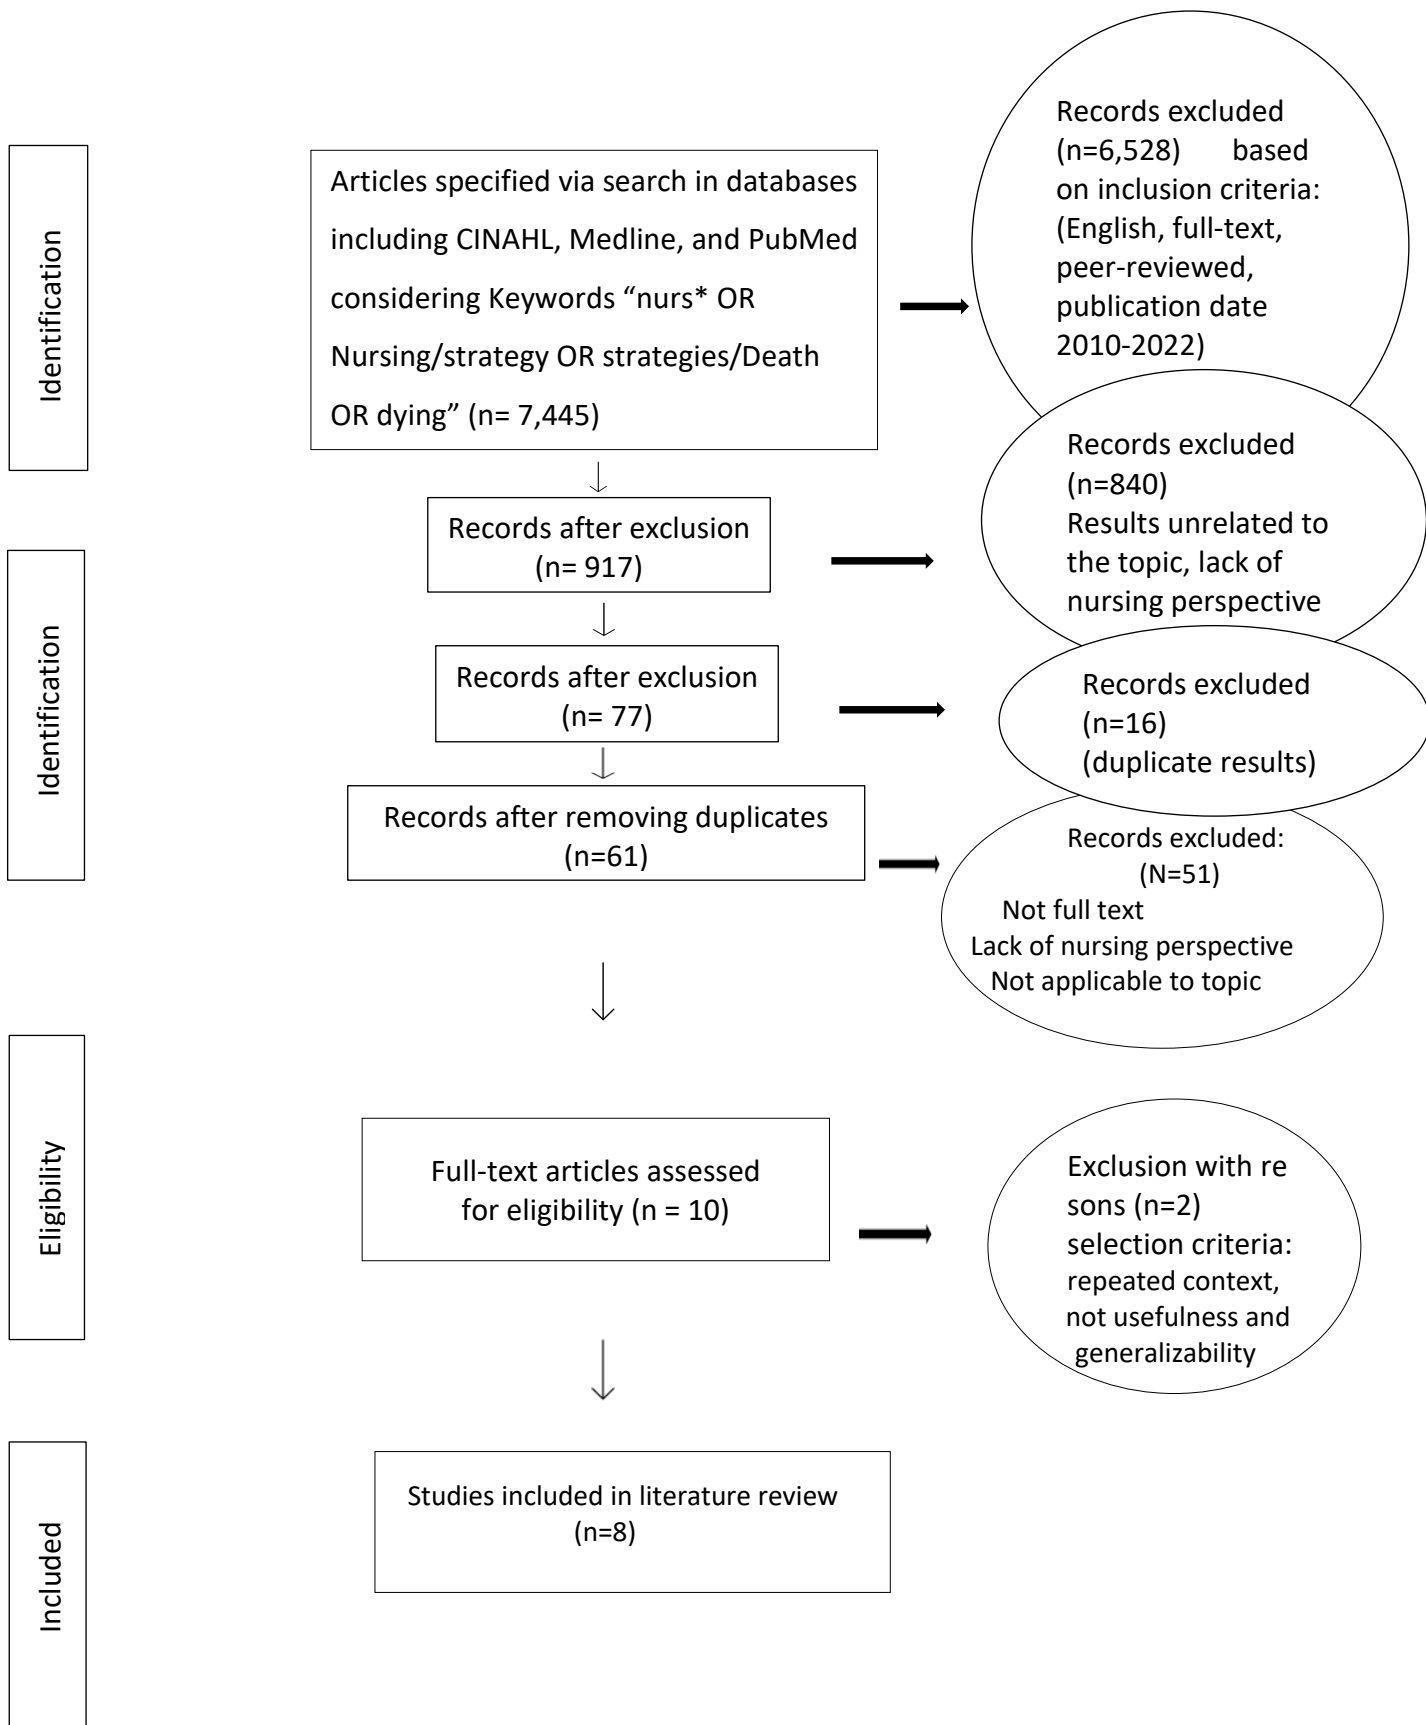 Identification
Articles specified via search in databases
including CINAHL, Medline, and PubMed
considering Keywords “nurs* OR
Nursing/strategy OR strategies/Death
OR dying” (n= 7,445)
Records excluded
(n=6,528) based
on inclusion criteria:
(English, full-text,
peer-reviewed,
publication date
2010-2022)
Identification
Records after exclusion
(n= 917)
Records excluded
(n=840)
Results unrelated to
the topic, lack of
nursing perspective
Records after exclusion
(n= 77)
Records excluded
(n=16)
(duplicate results)
Records after removing duplicates
(n=61)
Records excluded:
(N=51)
Not full text
Lack of nursing perspective
Not applicable to topic
Eligibility
Full-text articles assessed
for eligibility (n = 10)
Exclusion with re
sons (n=2)
selection criteria:
repeated context,
not usefulness and
generalizability
Included
Studies included in literature review
(n=8)